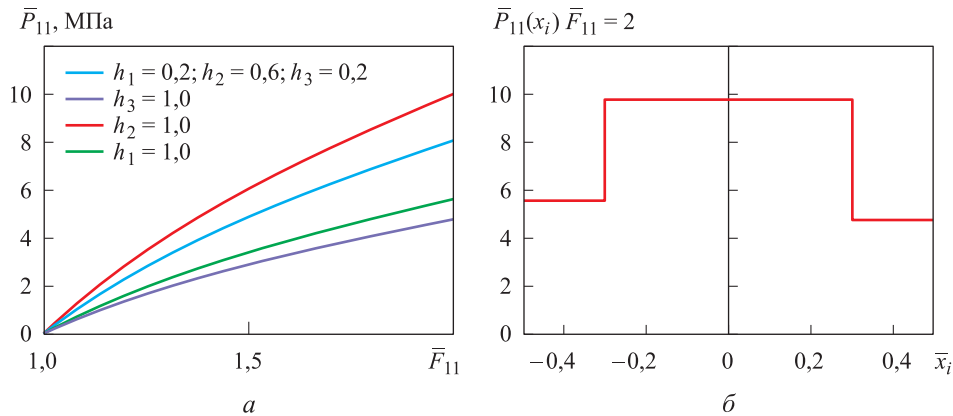 P̅₁₁, МПа
10
8
6
4
2
0
h₁ = 0,2; h₂ = 0,6; h₃ = 0,2
h₃ = 1,0
h₂ = 1,0
h₁ = 1,0
1,0 1,5 F̅₁₁
а
P̅₁₁(xᵢ) F̅₁₁ = 2
10
8
6
4
2
0
−0,4 −0,2 0 0,2 0,4 x̅ᵢ
б